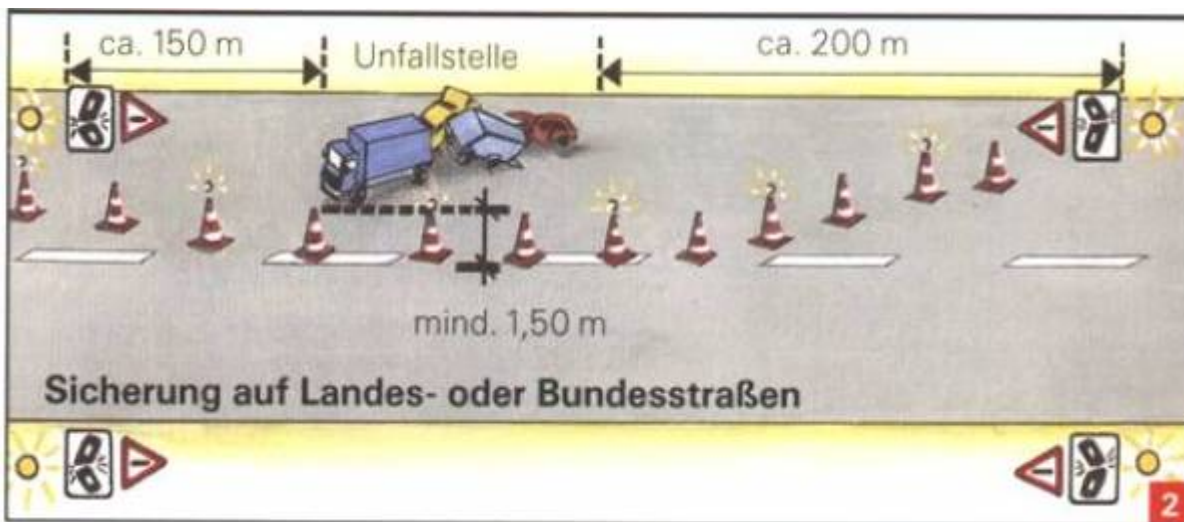 ca. 150 m
Unfallstelle
ca. 200 m
mind. 1,50 m
Sicherung auf Landes- oder Bundesstraßen
2